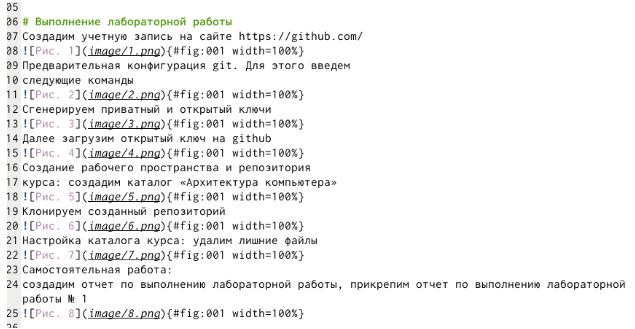 05
06 # Выполнение лабораторной работы
07 Создадим учетную запись на сайте https://github.com/
08 ![Рис. 1](image/1.png){#fig:001 width=100%}
09 Предварительная конфигурация git. Для этого введем
10 следующие команды
11 ![Рис. 2](image/2.png){#fig:001 width=100%}
12 Сгенерируем приватный и открытый ключи
13 ![Рис. 3](image/3.png){#fig:001 width=100%}
14 Далее загрузим открытый ключ на github
15 ![Рис. 4](image/4.png){#fig:001 width=100%}
16 Создание рабочего пространства и репозитория
17 курса: создадим каталог «Архитектура компьютера»
18 ![Рис. 5](image/5.png){#fig:001 width=100%}
19 Клонируем созданный репозиторий
20 ![Рис. 6](image/6.png){#fig:001 width=100%}
21 Настройка каталога курса: удалим лишние файлы
22 ![Рис. 7](image/7.png){#fig:001 width=100%}
23 Самостоятельная работа:
24 создадим отчет по выполнению лабораторной работы, прикрепим отчет по выполнению лабораторной
работы № 1
25 ![Рис. 8](image/8.png){#fig:001 width=100%}
26